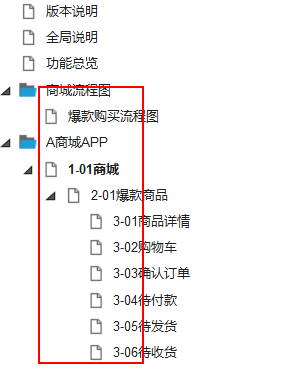 版本说明
全局说明
功能总览
商城流程图
爆款购买流程图
A商城APP
1-01商城
2-01爆款商品
3-01商品详情
3-02购物车
3-03确认订单
3-04待付款
3-05待发货
3-06待收货